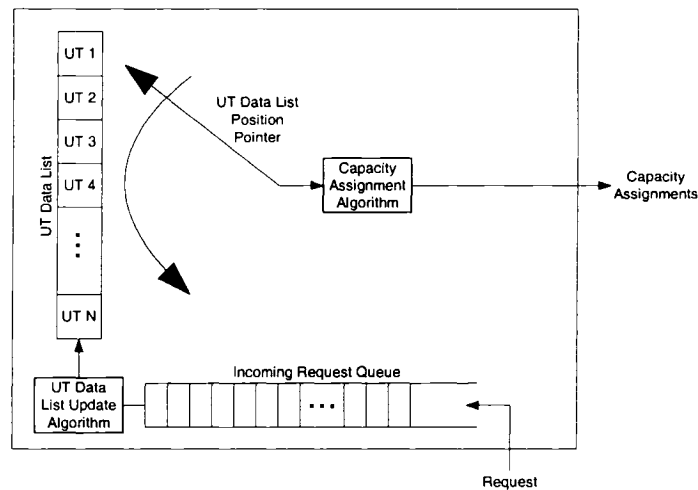 UT 1
UT 2
UT 3
UT 4
UT N
UT Data List
UT Data List
Position
Pointer
Capacity
Assignment
Algorithm
Capacity
Assignments
UT Data
List Update
Algorithm
Incoming Request Queue
Request